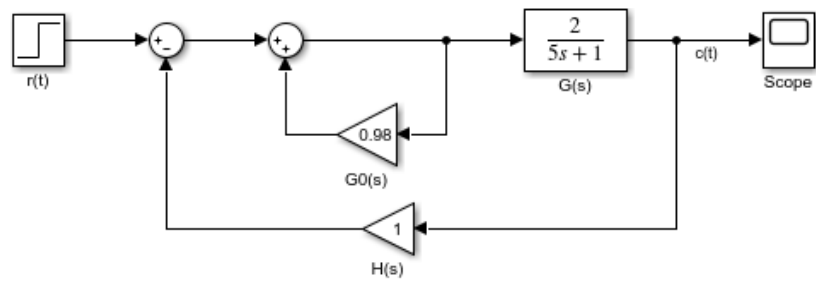 r(t)
+
−
+
+
2
5s + 1
G(s)
c(t)
Scope
0.98
G0(s)
1
H(s)